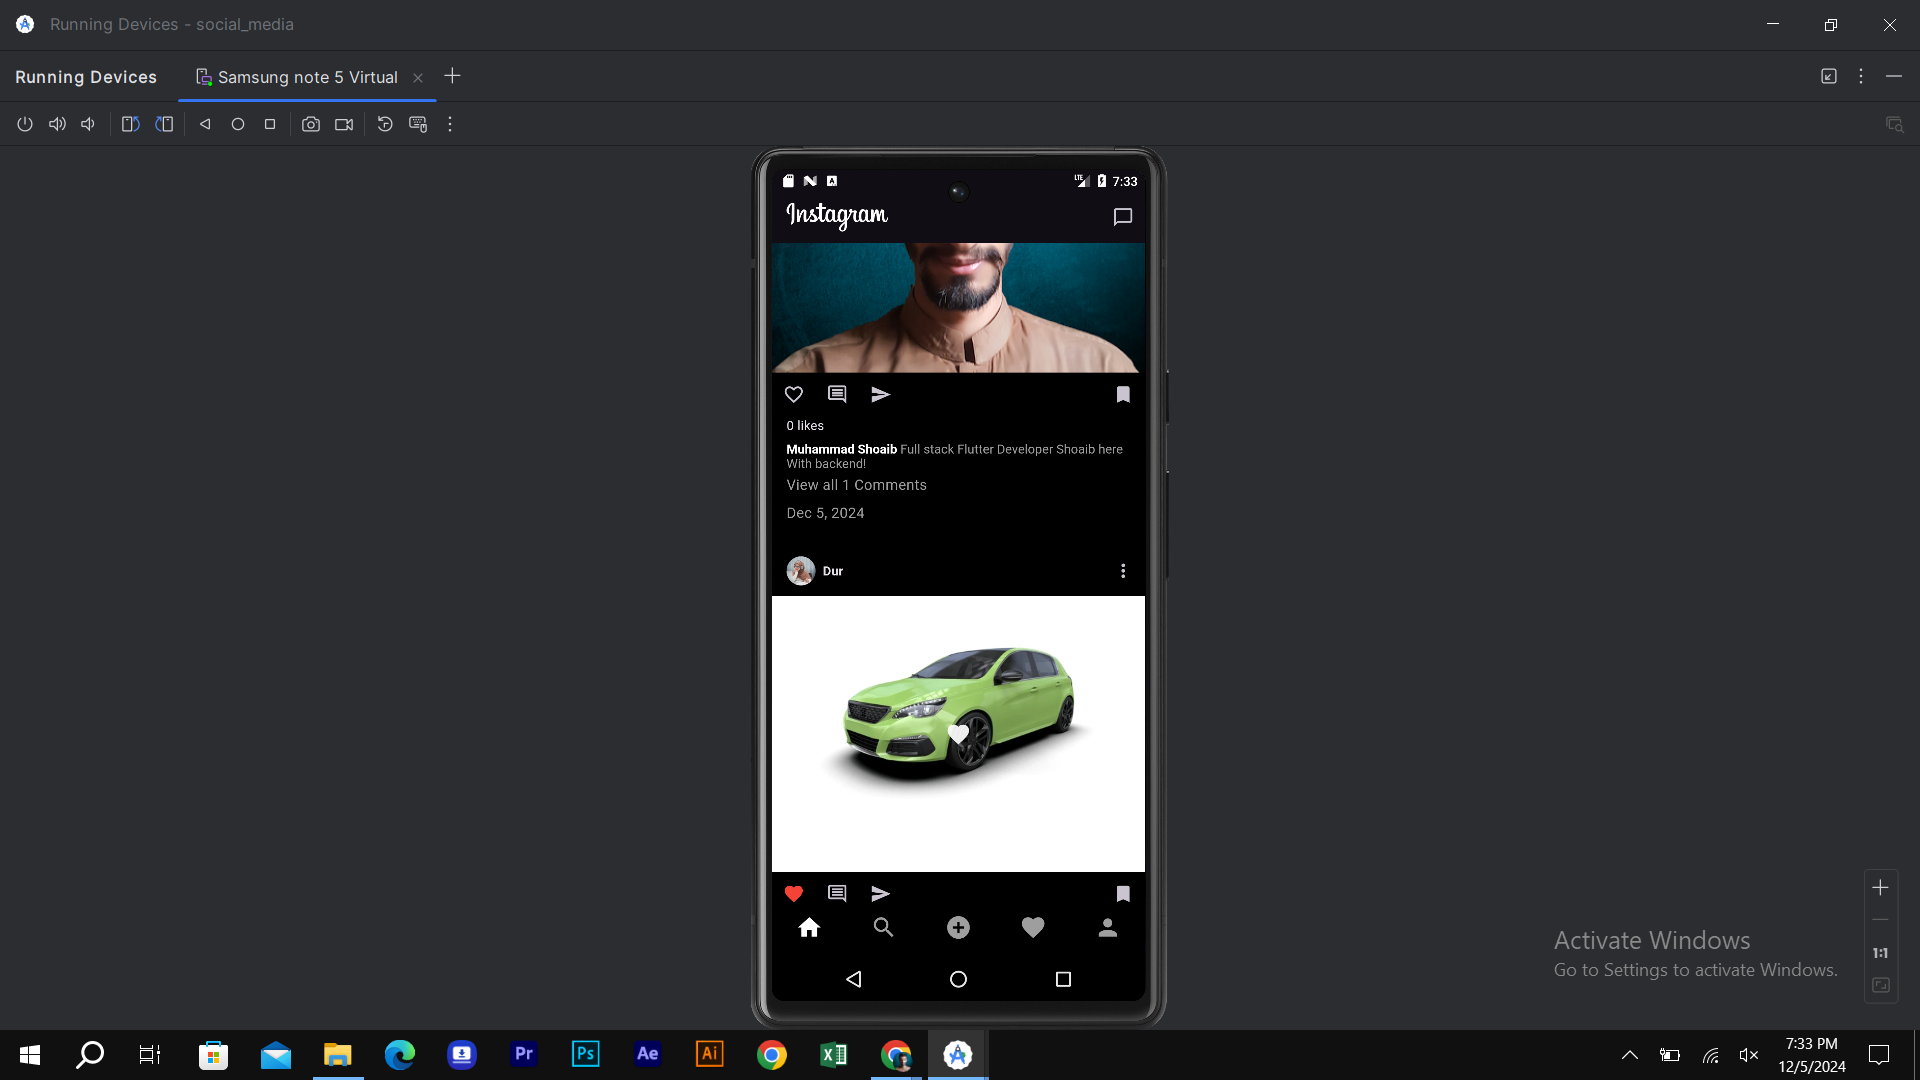 Running Devices - social_media
Running Devices
Samsung note 5 Virtual
LTE
7:33
Instagram
0 likes
Muhammad Shoaib Full stack Flutter Developer Shoaib here
With backend!
View all 1 Comments
Dec 5, 2024
Dur
1:1
Activate Windows
Go to Settings to activate Windows.
Pr
Ps
Ae
Ai
7:33 PM
12/5/2024